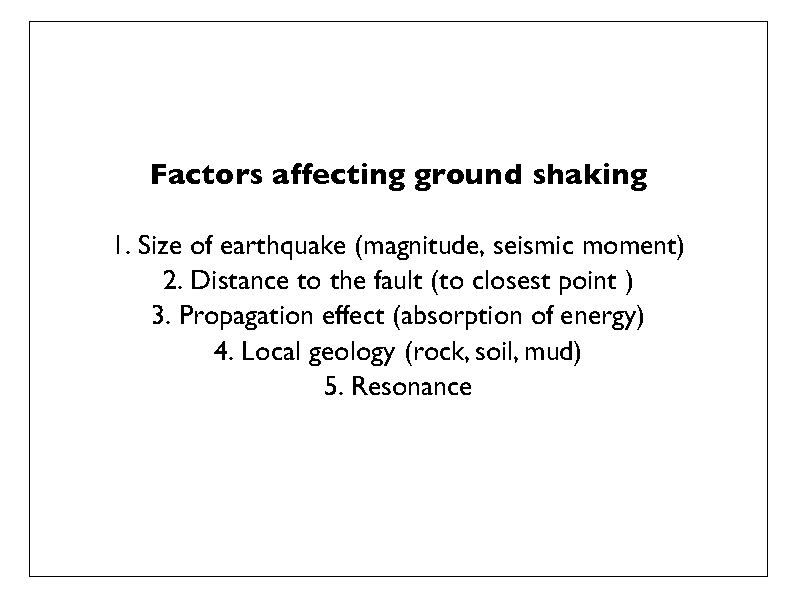 Factors affecting ground shaking
1. Size of earthquake (magnitude, seismic moment)
2. Distance to the fault (to closest point )
3. Propagation effect (absorption of energy)
4. Local geology (rock, soil, mud)
5. Resonance